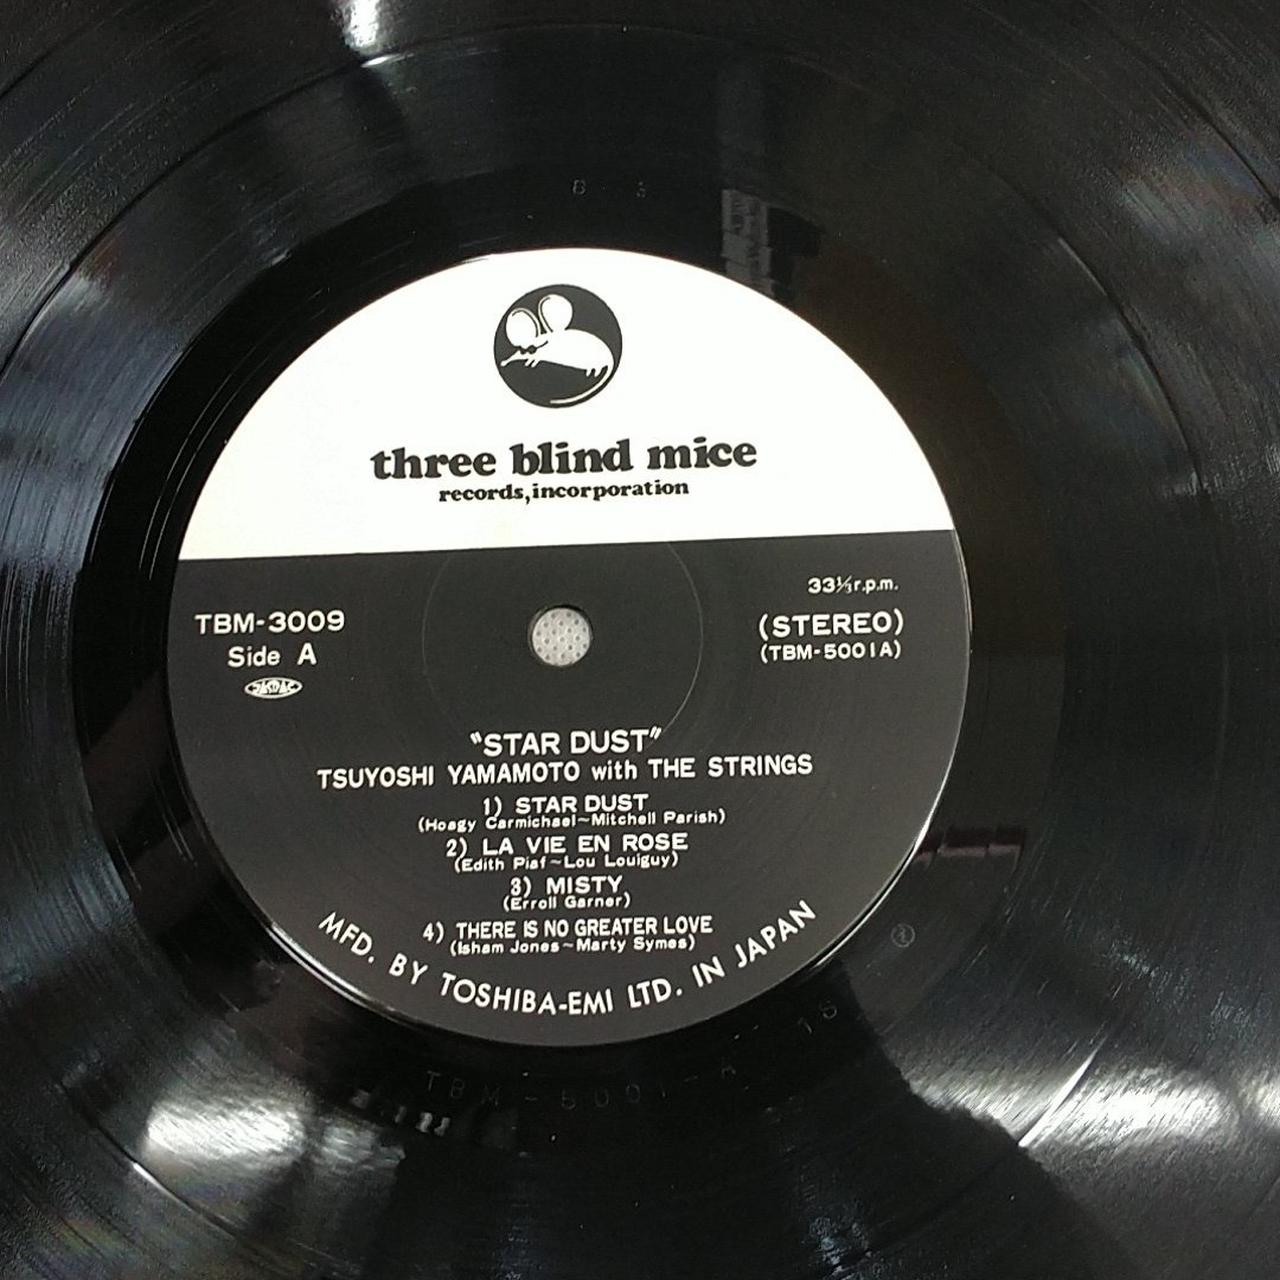 three blind mice
records, incorporation
33⅓r.p.m.
TBM-3009
(STEREO)
Side A
(TBM-5001A)
JASRAC
"STAR DUST"
TSUYOSHI YAMAMOTO with THE STRINGS
1) STAR DUST
(Hoagy Carmichael~Mitchell Parish)
2) LA VIE EN ROSE
(Edith Piaf~Lou Louiguy)
3) MISTY
(Erroll Garner)
4) THERE IS NO GREATER LOVE
(Isham Jones~Marty Symes)
MFD. BY TOSHIBA-EMI LTD. IN JAPAN
TBM-5001-A